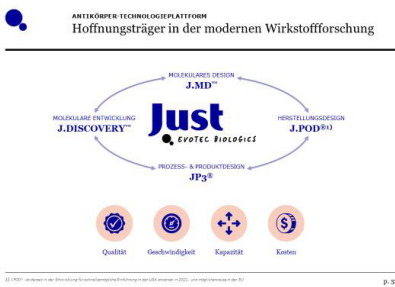 ANTIKÖRPER-TECHNOLOGIEPLATTFORM
Hoffnungsträger in der modernen Wirkstoffforschung
MOLEKULARES DESIGN
J.MD™
MOLEKULARE ENTWICKLUNG
J.DISCOVERY™
HERSTELLUNGSDESIGN
J.POD®¹⁾
Just
EVOTEC BIOLOGICS
PROZESS- & PRODUKTDESIGN
JP3®
Qualität
Geschwindigkeit
Kapazität
Kosten